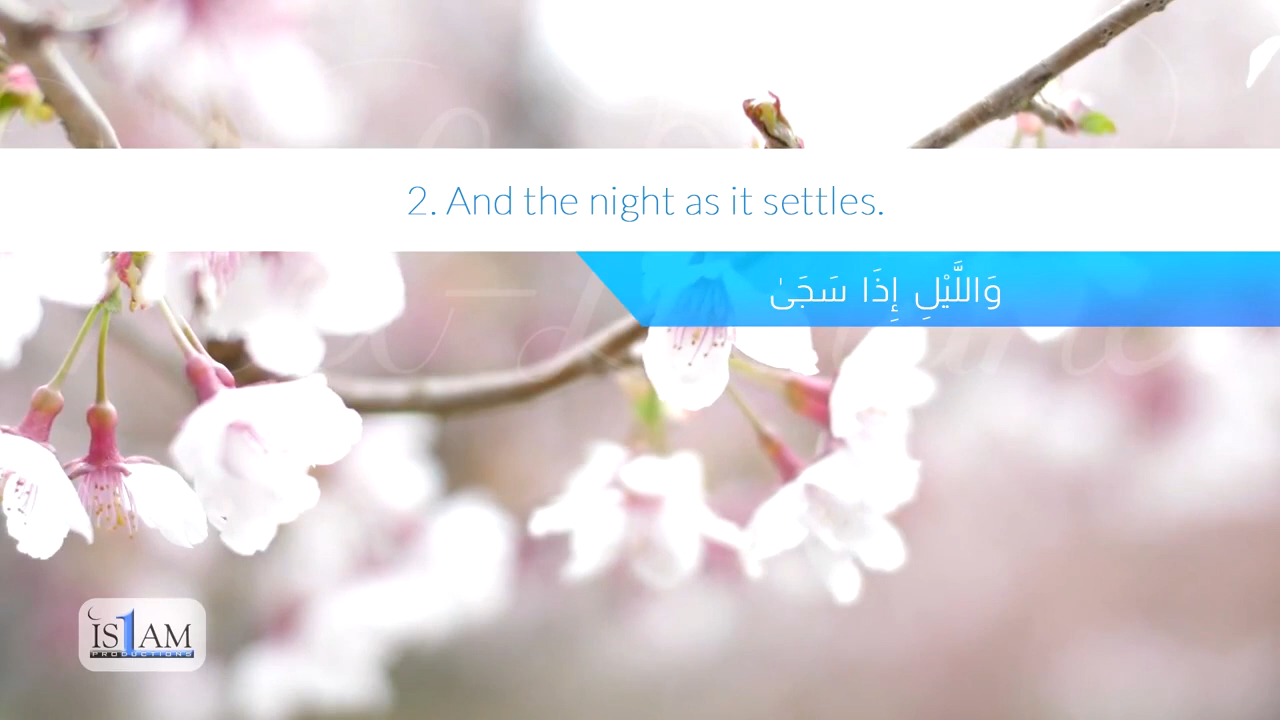 2. And the night as it settles.
وَاللَّيْلِ إِذَا سَجَىٰ
IS1AM
PRODUCTIONS